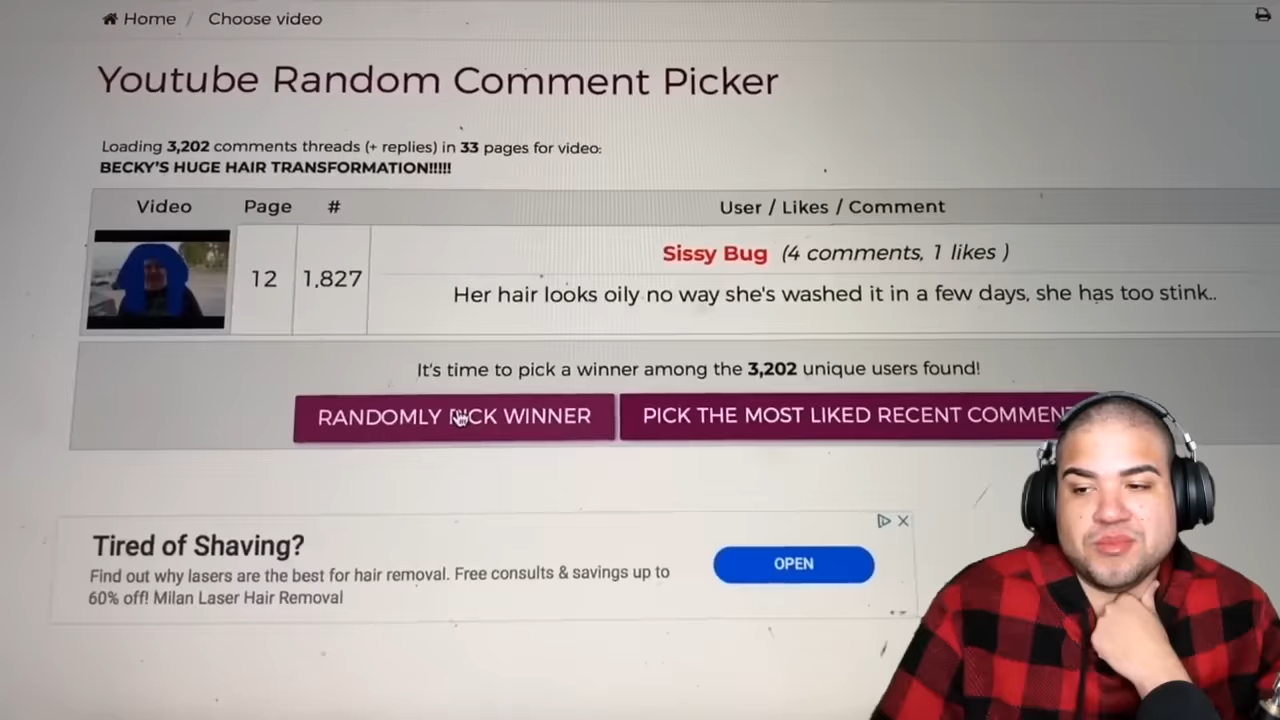 Home / Choose video
Youtube Random Comment Picker
Loading 3,202 comments threads (+ replies) in 33 pages for video:
BECKY'S HUGE HAIR TRANSFORMATION!!!!!
Video Page # User / Likes / Comment
12 1,827 Sissy Bug (4 comments, 1 likes )
Her hair looks oily no way she's washed it in a few days, she has too stink..
It's time to pick a winner among the 3,202 unique users found!
RANDOMLY PICK WINNER PICK THE MOST LIKED RECENT COMMENT
Tired of Shaving?
Find out why lasers are the best for hair removal. Free consults & savings up to
60% off! Milan Laser Hair Removal
OPEN